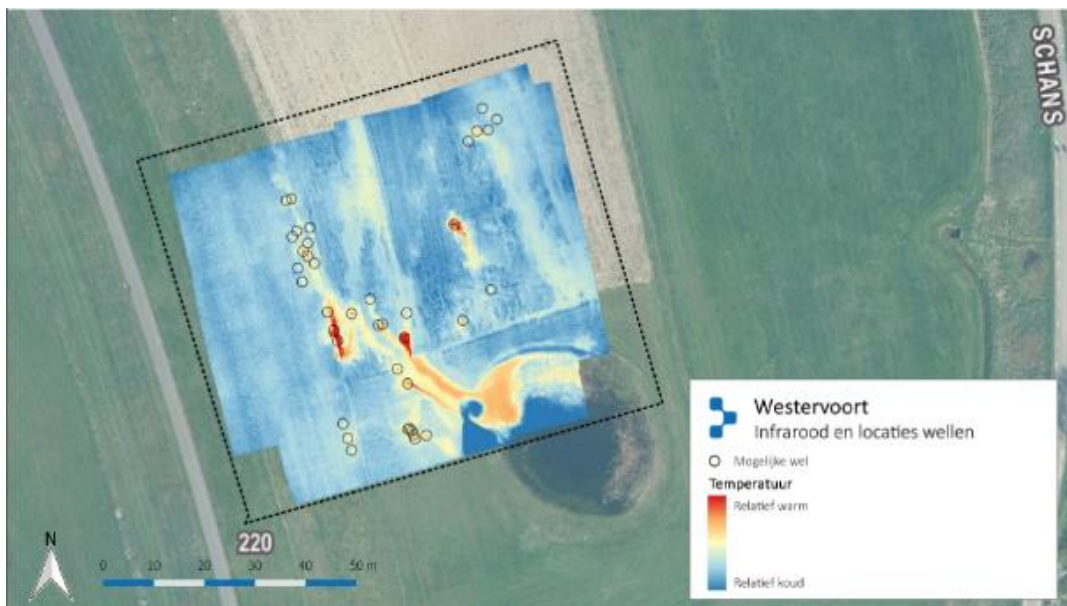 SCHANS
Westervoort
Infrarood en locaties wellen
Mogelijke wel
Temperatuur
Relatief warm
Relatief koud
N
220
0 10 20 30 40 50 m